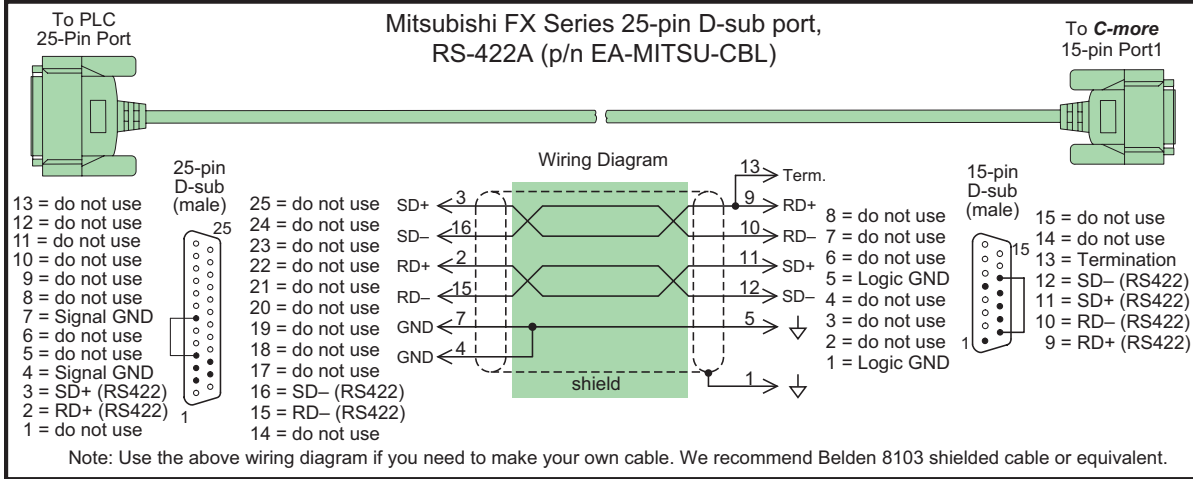 To PLC
25-Pin Port
Mitsubishi FX Series 25-pin D-sub port,
RS-422A (p/n EA-MITSU-CBL)
To C-more
15-pin Port1
25-pin
D-sub
(male)
13 = do not use
12 = do not use
11 = do not use
10 = do not use
9 = do not use
8 = do not use
7 = Signal GND
6 = do not use
5 = do not use
4 = Signal GND
3 = SD+ (RS422)
2 = RD+ (RS422)
1 = do not use
25
1
25 = do not use
24 = do not use
23 = do not use
22 = do not use
21 = do not use
20 = do not use
19 = do not use
18 = do not use
17 = do not use
16 = SD– (RS422)
15 = RD– (RS422)
14 = do not use
Wiring Diagram
SD+ 3
SD– 16
RD+ 2
RD– 15
GND 7
GND 4
shield
13 Term.
9 RD+
10 RD–
11 SD+
12 SD–
5
1
8 = do not use
7 = do not use
6 = do not use
5 = Logic GND
4 = do not use
3 = do not use
2 = do not use
1 = Logic GND
15-pin
D-sub
(male)
15
1
15 = do not use
14 = do not use
13 = Termination
12 = SD– (RS422)
11 = SD+ (RS422)
10 = RD– (RS422)
9 = RD+ (RS422)
Note: Use the above wiring diagram if you need to make your own cable. We recommend Belden 8103 shielded cable or equivalent.